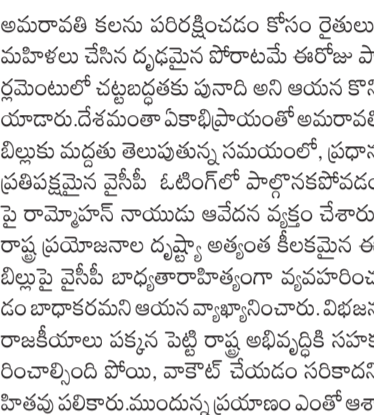 అమరావతి కలను పరిరక్షించడం కోసం రైతులు
మహిళలు చేసిన దృఢమైన పోరాటమే ఈరోజు పా
ర్లమెంటులో చట్టబద్ధతకు పునాది అని ఆయన కొని
యాడారు.దేశమంతా ఏకాభిప్రాయంతో అమరావతి
బిల్లుకు మద్దతు తెలుపుతున్న సమయంలో, ప్రధాన
ప్రతిపక్షమైన వైసీపీ ఓటింగ్‌లో పాల్గొనకపోవడం
పై రామ్మోహన్ నాయుడు ఆవేదన వ్యక్తం చేశారు
రాష్ట్ర ప్రయోజనాల దృష్ట్యా అత్యంత కీలకమైన ఈ
బిల్లుపై వైసీపీ బాధ్యతారాహిత్యంగా వ్యవహరించ
డం బాధాకరమని ఆయన వ్యాఖ్యానించారు. విభజన
రాజకీయాలు పక్కన పెట్టి రాష్ట్ర అభివృద్ధికి సహక
రించాల్సింది పోయి, వాకౌట్ చేయడం సరికాదని
హితవు పలికారు.ముందున్న ప్రయాణం ఎంతో ఆశా